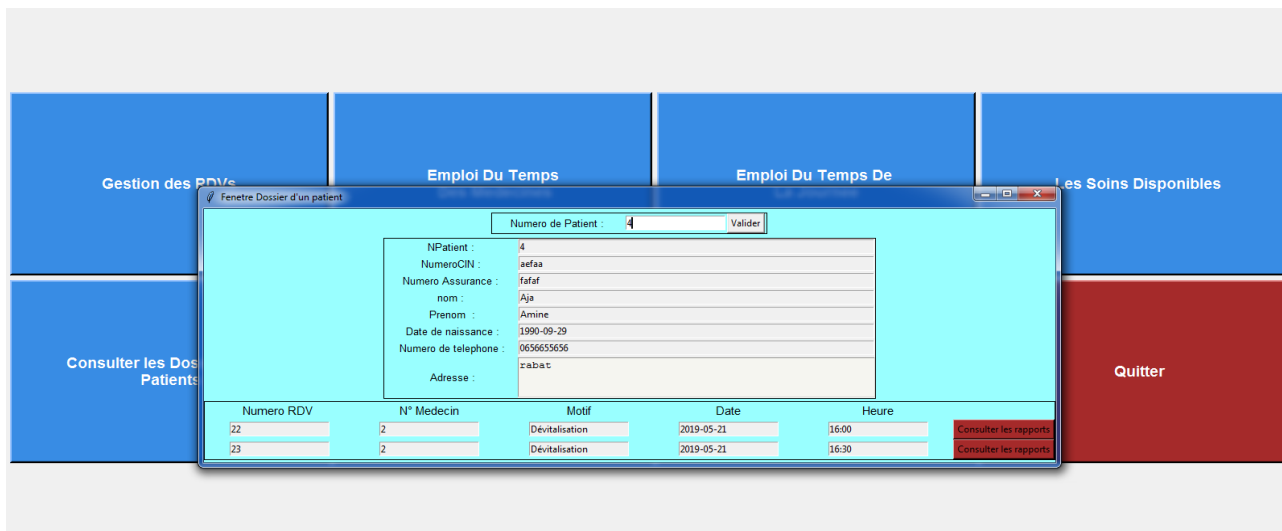 Gestion des RDVs
Emploi Du Temps
Des Medecines
Emploi Du Temps De
La Journee
Les Soins Disponibles
Fenetre Dossier d'un patient
Numero de Patient : 4 Valider
NPatient : 4
NumeroCIN : aefaa
Numero Assurance : fafaf
nom : Aja
Prenom : Amine
Date de naissance : 1990-09-29
Numero de telephone : 0656655656
Adresse : rabat
Consulter les Dos
Patients
Quitter
Numero RDV N° Medecin Motif Date Heure
22 2 Dévitalisation 2019-05-21 16:00 Consulter les rapports
23 2 Dévitalisation 2019-05-21 16:30 Consulter les rapports